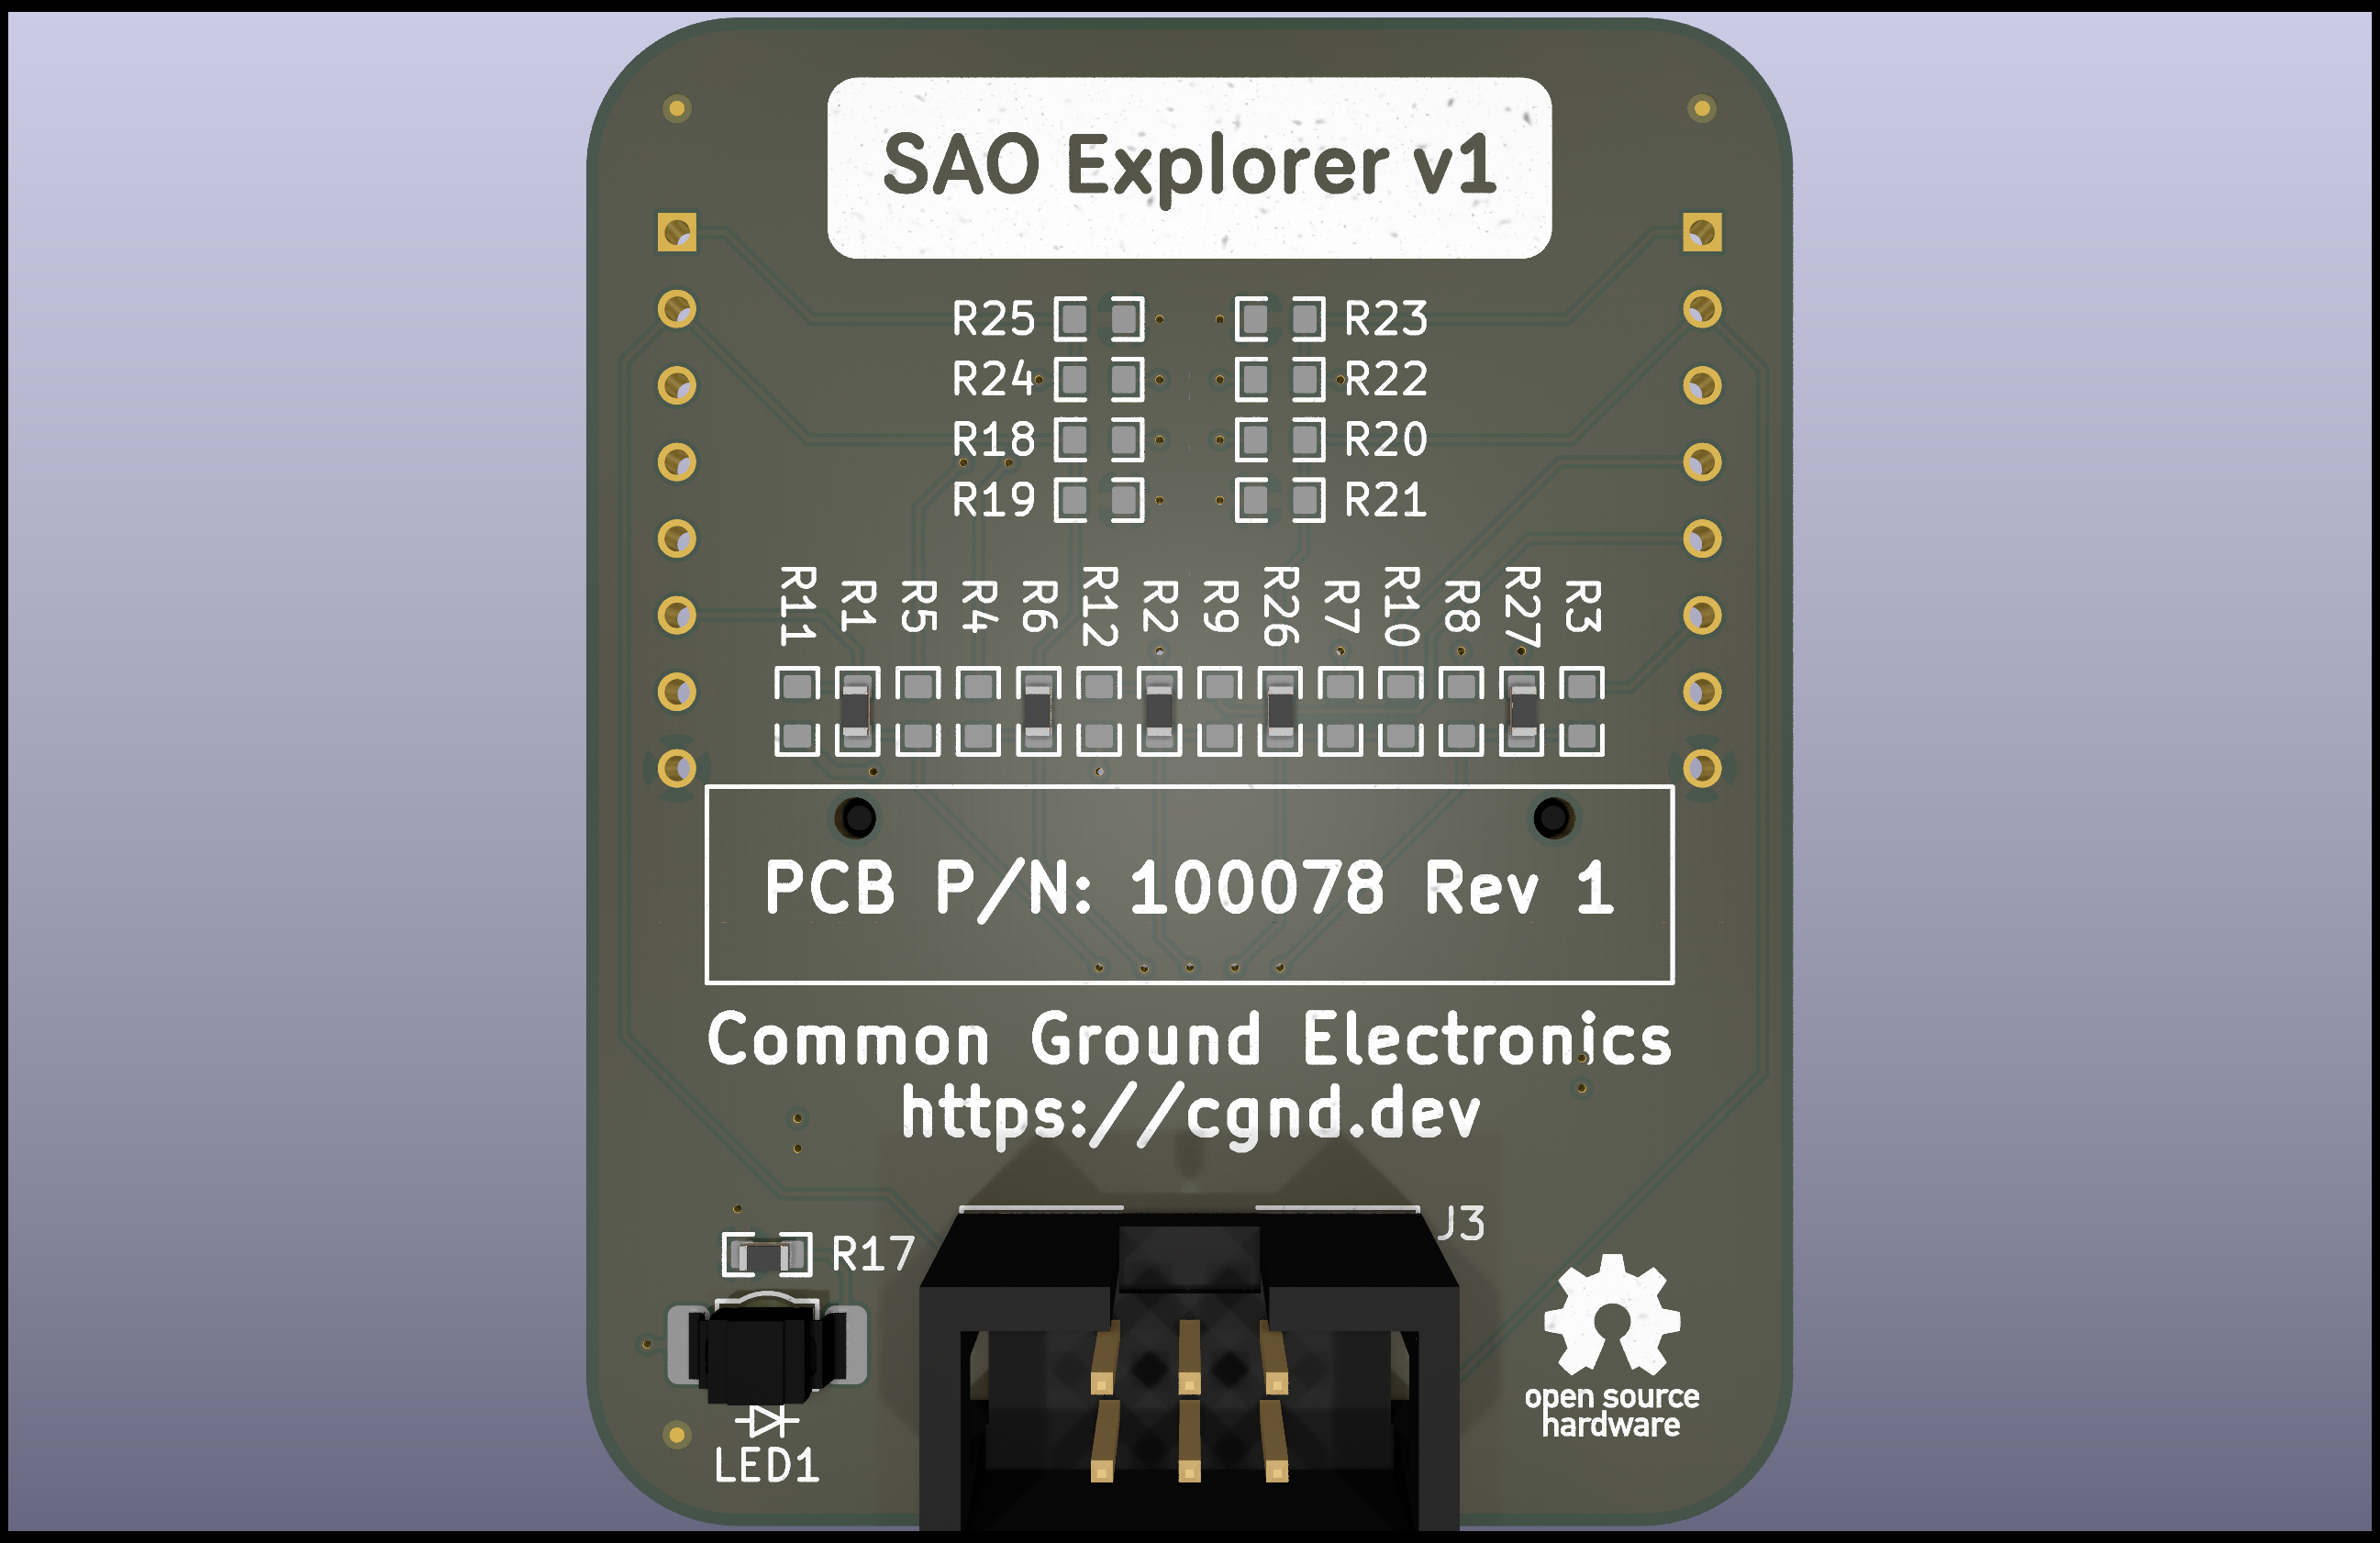 SAO Explorer v1
R25 R23
R24 R22
R18 R20
R19 R21
R11 R1 R5 R4 R6 R12 R2 R9 R26 R7 R10 R8 R27 R3
PCB P/N: 100078 Rev 1
Common Ground Electronics
https://cgnd.dev
J3
R17
open source
hardware
LED1